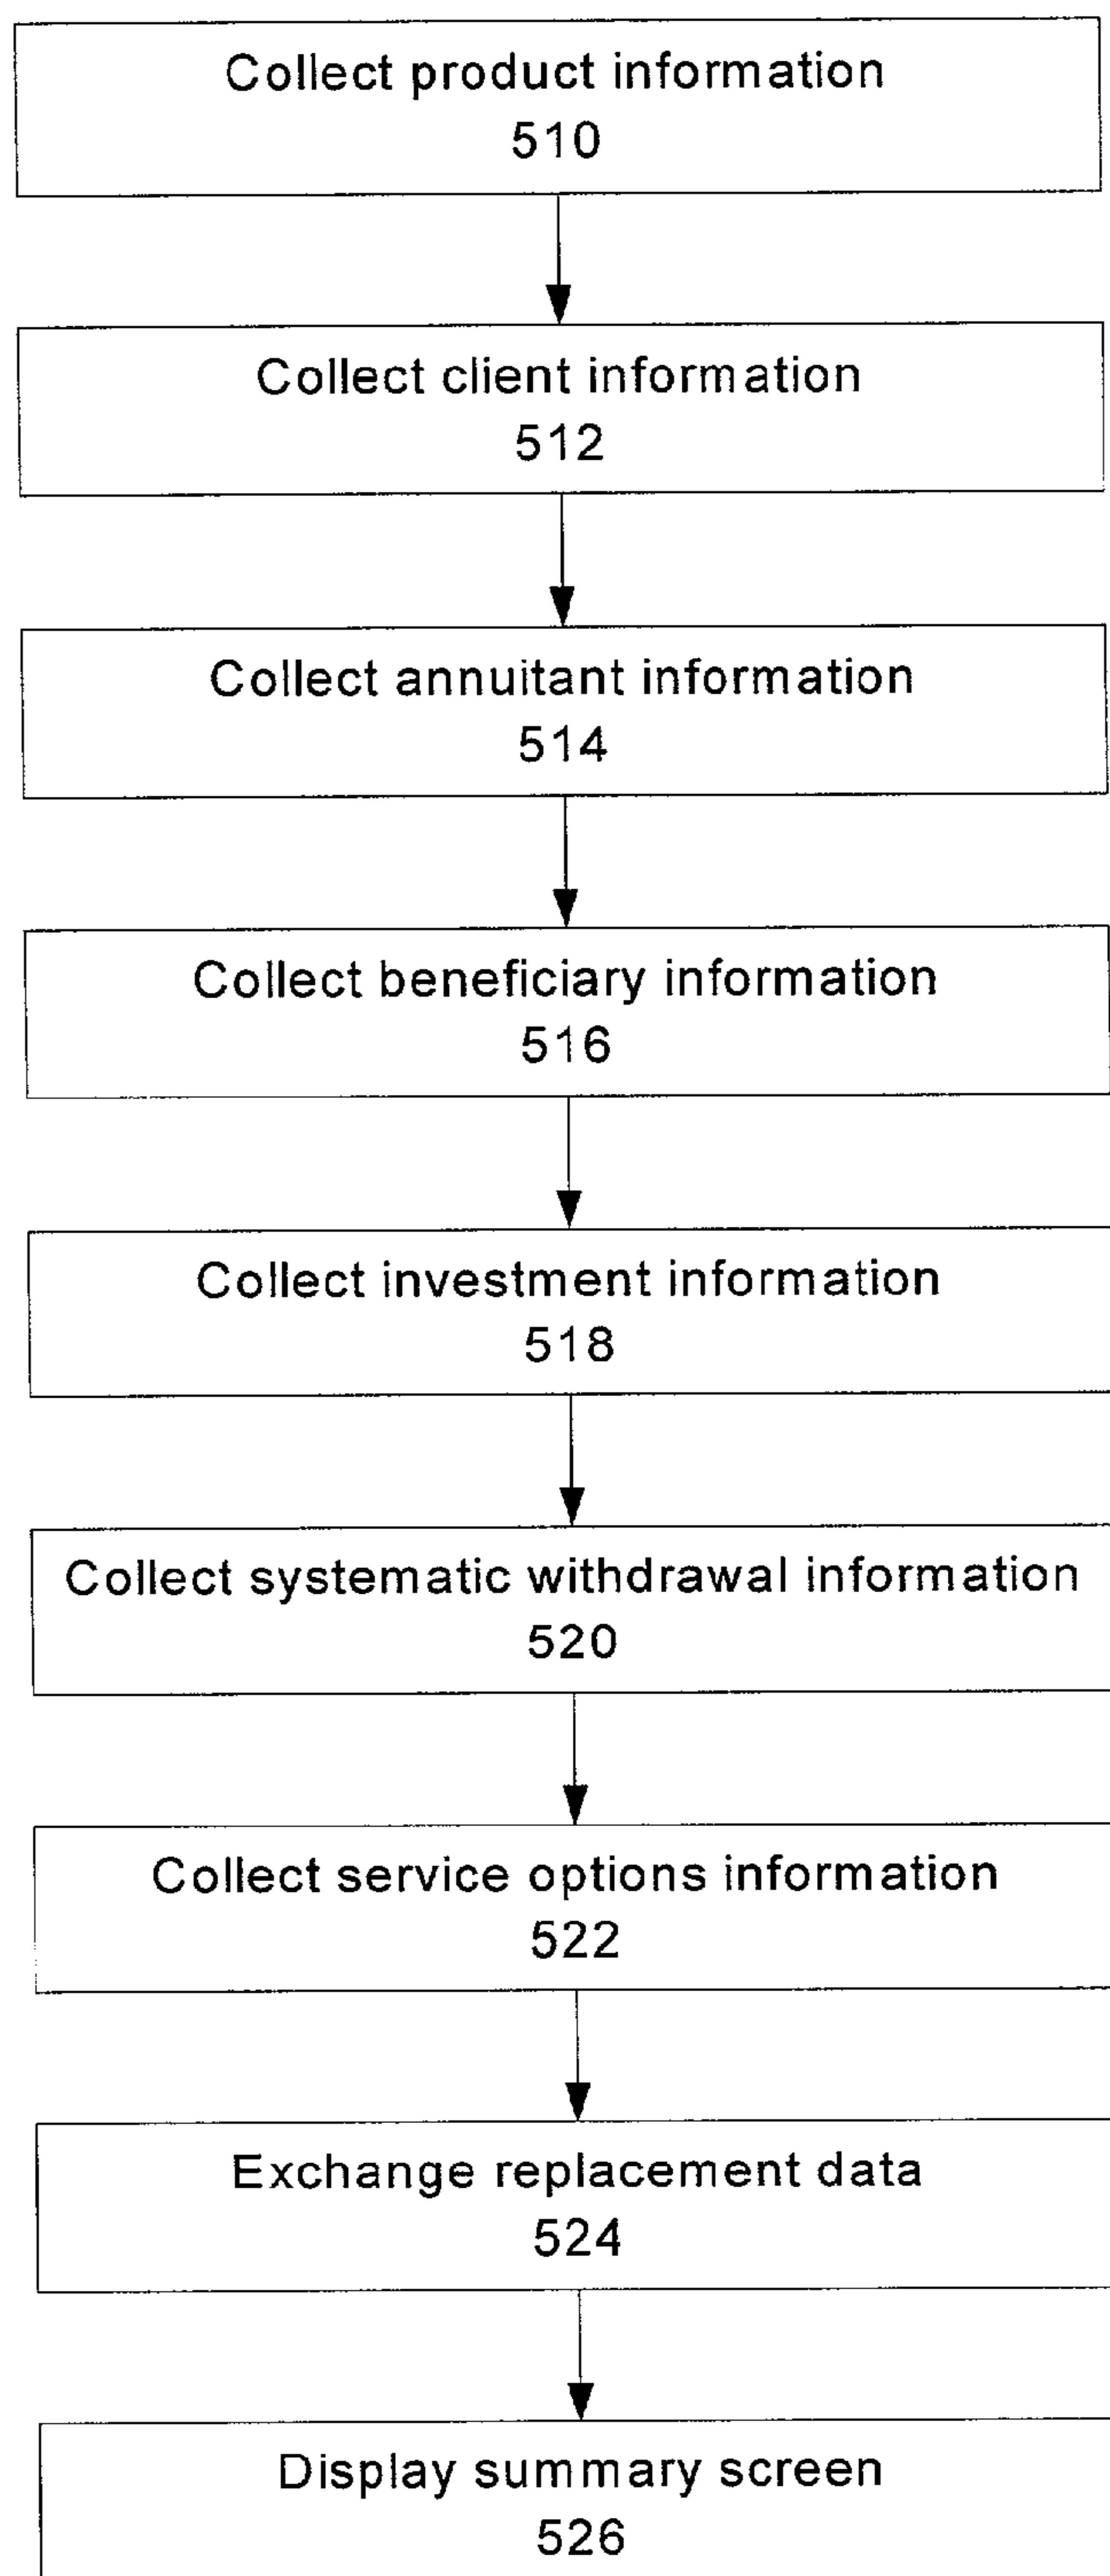 Collect product information
510
Collect client information
512
Collect annuitant information
514
Collect beneficiary information
516
Collect investment information
518
Collect systematic withdrawal information
520
Collect service options information
522
Exchange replacement data
524
Display summary screen
526